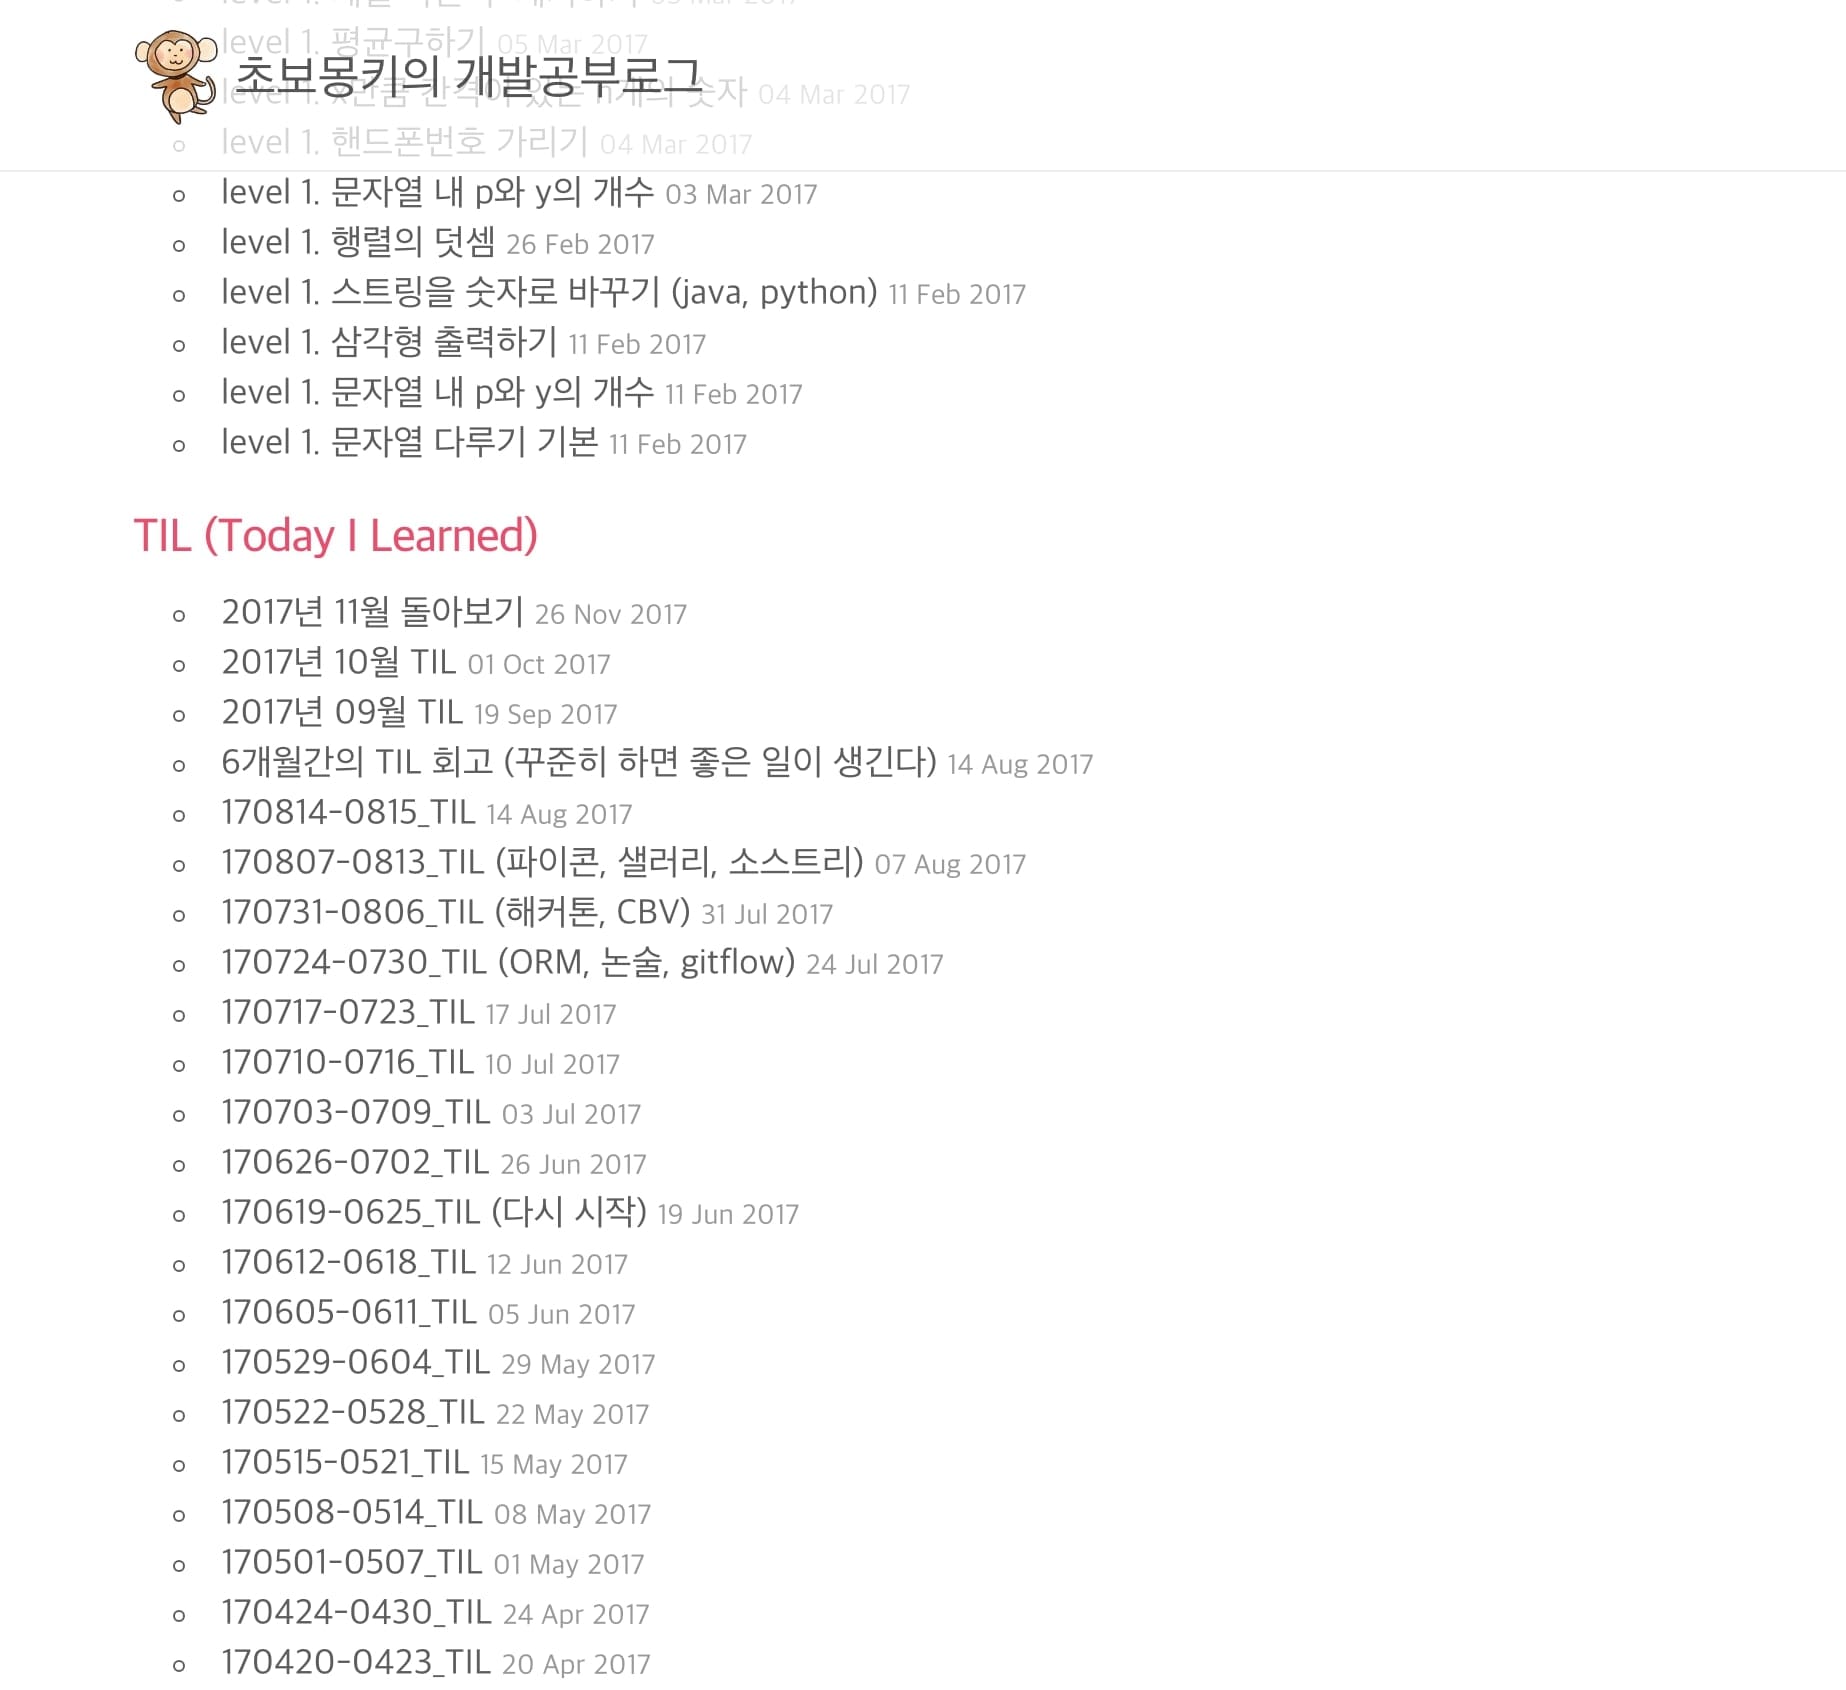 level 1. 평균구하기 05 Mar 2017
초보몽키의 개발공부로그
level 1. x만큼 간격이 있는 n개의 숫자 04 Mar 2017
level 1. 핸드폰번호 가리기 04 Mar 2017
level 1. 문자열 내 p와 y의 개수 03 Mar 2017
level 1. 행렬의 덧셈 26 Feb 2017
level 1. 스트링을 숫자로 바꾸기 (java, python) 11 Feb 2017
level 1. 삼각형 출력하기 11 Feb 2017
level 1. 문자열 내 p와 y의 개수 11 Feb 2017
level 1. 문자열 다루기 기본 11 Feb 2017
TIL (Today I Learned)
2017년 11월 돌아보기 26 Nov 2017
2017년 10월 TIL 01 Oct 2017
2017년 09월 TIL 19 Sep 2017
6개월간의 TIL 회고 (꾸준히 하면 좋은 일이 생긴다) 14 Aug 2017
170814-0815_TIL 14 Aug 2017
170807-0813_TIL (파이콘, 샐러리, 소스트리) 07 Aug 2017
170731-0806_TIL (해커톤, CBV) 31 Jul 2017
170724-0730_TIL (ORM, 논술, gitflow) 24 Jul 2017
170717-0723_TIL 17 Jul 2017
170710-0716_TIL 10 Jul 2017
170703-0709_TIL 03 Jul 2017
170626-0702_TIL 26 Jun 2017
170619-0625_TIL (다시 시작) 19 Jun 2017
170612-0618_TIL 12 Jun 2017
170605-0611_TIL 05 Jun 2017
170529-0604_TIL 29 May 2017
170522-0528_TIL 22 May 2017
170515-0521_TIL 15 May 2017
170508-0514_TIL 08 May 2017
170501-0507_TIL 01 May 2017
170424-0430_TIL 24 Apr 2017
170420-0423_TIL 20 Apr 2017